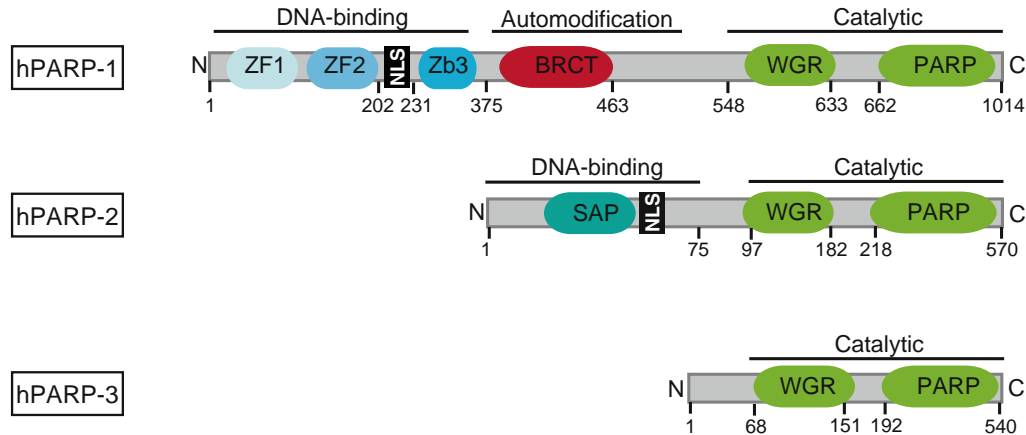 DNA-binding Automodification Catalytic
hPARP-1 N ZF1 ZF2 NLS Zb3 BRCT WGR PARP C
1 202 231 375 463 548 633 662 1014
DNA-binding Catalytic
hPARP-2 N SAP NLS WGR PARP C
1 75 97 182 218 570
Catalytic
hPARP-3 N WGR PARP C
1 68 151 192 540